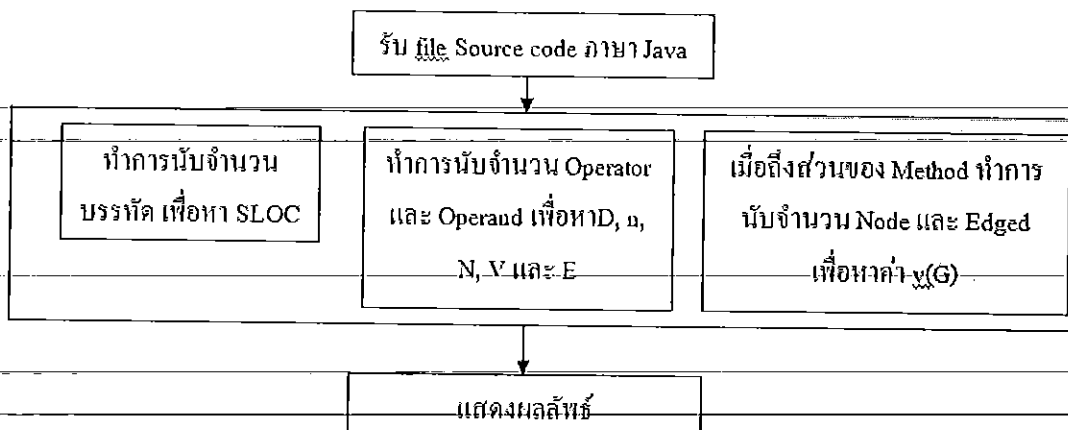 รับ file Source code ภาษา Java
ทำการนับจำนวน
บรรทัด เพื่อหา SLOC
ทำการนับจำนวน Operator
และ Operand เพื่อหาD, n,
N, V และ E
เมื่อถึงส่วนของ Method ทำการ
นับจำนวน Node และ Edged
เพื่อหาค่า v(G)
แสดงผลลัพธ์